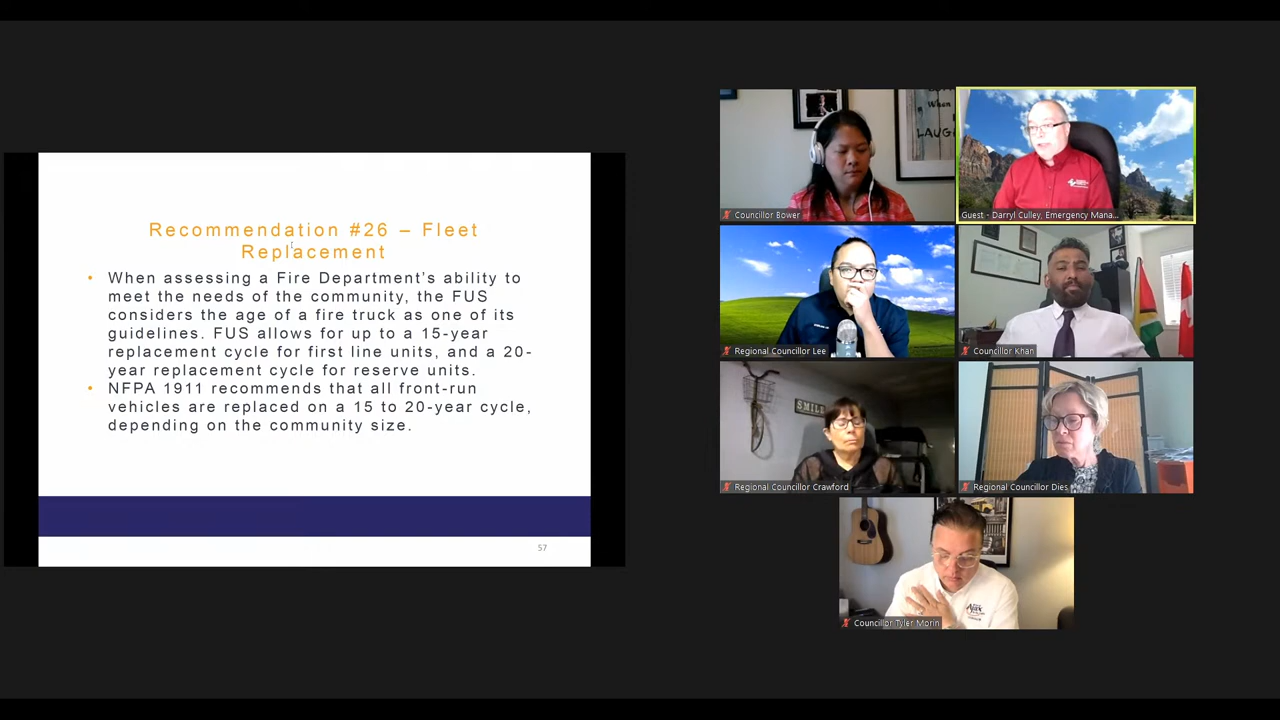 Recommendation #26 – Fleet
Replacement
• When assessing a Fire Department's ability to
meet the needs of the community, the FUS
considers the age of a fire truck as one of its
guidelines. FUS allows for up to a 15-year
replacement cycle for first line units, and a 20-
year replacement cycle for reserve units.
• NFPA 1911 recommends that all front-run
vehicles are replaced on a 15 to 20-year cycle,
depending on the community size.
57
When
LAUGH
Councillor Bower
Guest - Darryl Culley, Emergency Mana...
Regional Councillor Lee
Councillor Khan
SMILE
Regional Councillor Crawford
Regional Councillor Dies
Ajax
Councillor Tyler Morin